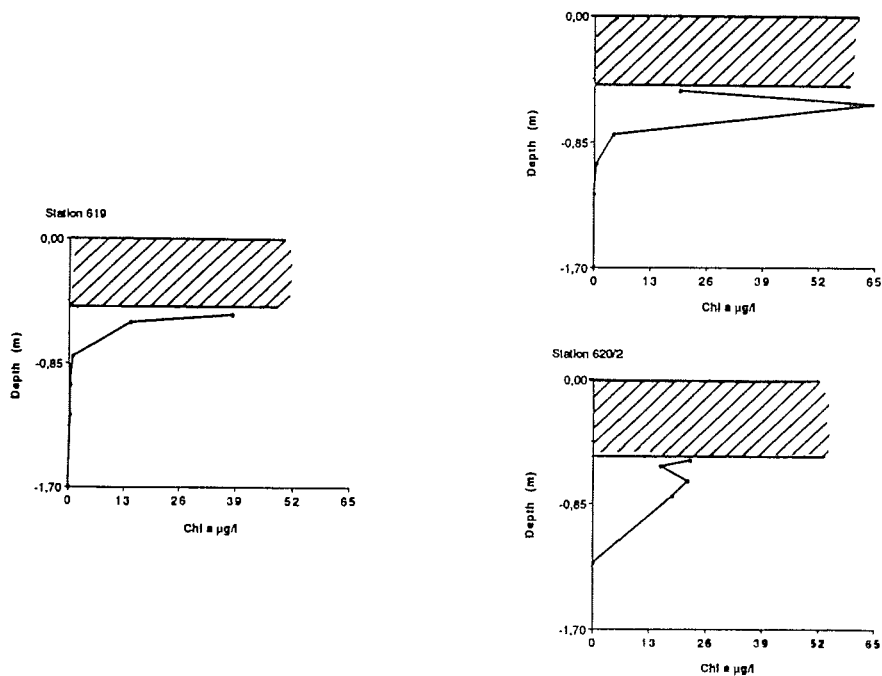 Station 619
0,00
Depth (m)
-0,85
-1,70
0 13 26 39 52 65
Chl a µg/l
0,00
Depth (m)
-0,85
-1,70
0 13 26 39 52 65
Chl a µg/l
Station 620/2
0,00
Depth (m)
-0,85
-1,70
0 13 26 39 52 65
Chl a µg/l